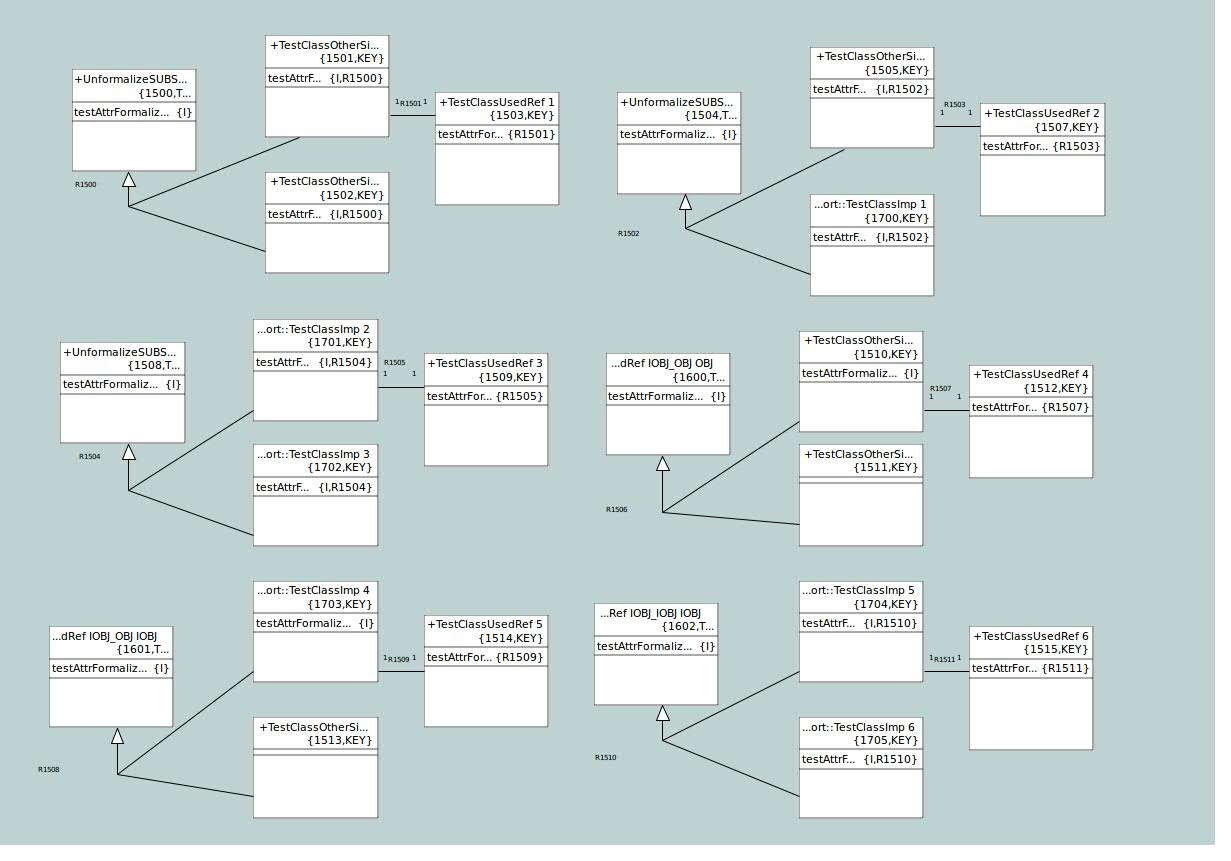 +UnformalizeSUBS...
{1500,T...
testAttrFormaliz... {I}
R1500
+TestClassOtherSi...
{1501,KEY}
testAttrF... {I,R1500}
1 R1501 1
+TestClassUsedRef 1
{1503,KEY}
testAttrFor... {R1501}
+TestClassOtherSi...
{1502,KEY}
testAttrF... {I,R1500}
+UnformalizeSUBS...
{1504,T...
testAttrFormaliz... {I}
R1502
+TestClassOtherSi...
{1505,KEY}
testAttrF... {I,R1502}
R1503
1 1
+TestClassUsedRef 2
{1507,KEY}
testAttrFor... {R1503}
...ort::TestClassImp 1
{1700,KEY}
testAttrF... {I,R1502}
+UnformalizeSUBS...
{1508,T...
testAttrFormaliz... {I}
R1504
...ort::TestClassImp 2
{1701,KEY}
testAttrF... {I,R1504}
R1505
1 1
+TestClassUsedRef 3
{1509,KEY}
testAttrFor... {R1505}
...ort::TestClassImp 3
{1702,KEY}
testAttrF... {I,R1504}
...dRef IOBJ_OBJ OBJ
{1600,T...
testAttrFormaliz... {I}
R1506
+TestClassOtherSi...
{1510,KEY}
testAttrFormaliz... {I}
R1507
1 1
+TestClassUsedRef 4
{1512,KEY}
testAttrFor... {R1507}
+TestClassOtherSi...
{1511,KEY}
...dRef IOBJ_OBJ IOBJ
{1601,T...
testAttrFormaliz... {I}
R1508
...ort::TestClassImp 4
{1703,KEY}
testAttrFormaliz... {I}
1 R1509 1
+TestClassUsedRef 5
{1514,KEY}
testAttrFor... {R1509}
+TestClassOtherSi...
{1513,KEY}
...Ref IOBJ_IOBJ IOBJ
{1602,T...
testAttrFormaliz... {I}
R1510
...ort::TestClassImp 5
{1704,KEY}
testAttrF... {I,R1510}
1 R1511 1
+TestClassUsedRef 6
{1515,KEY}
testAttrFor... {R1511}
...ort::TestClassImp 6
{1705,KEY}
testAttrF... {I,R1510}